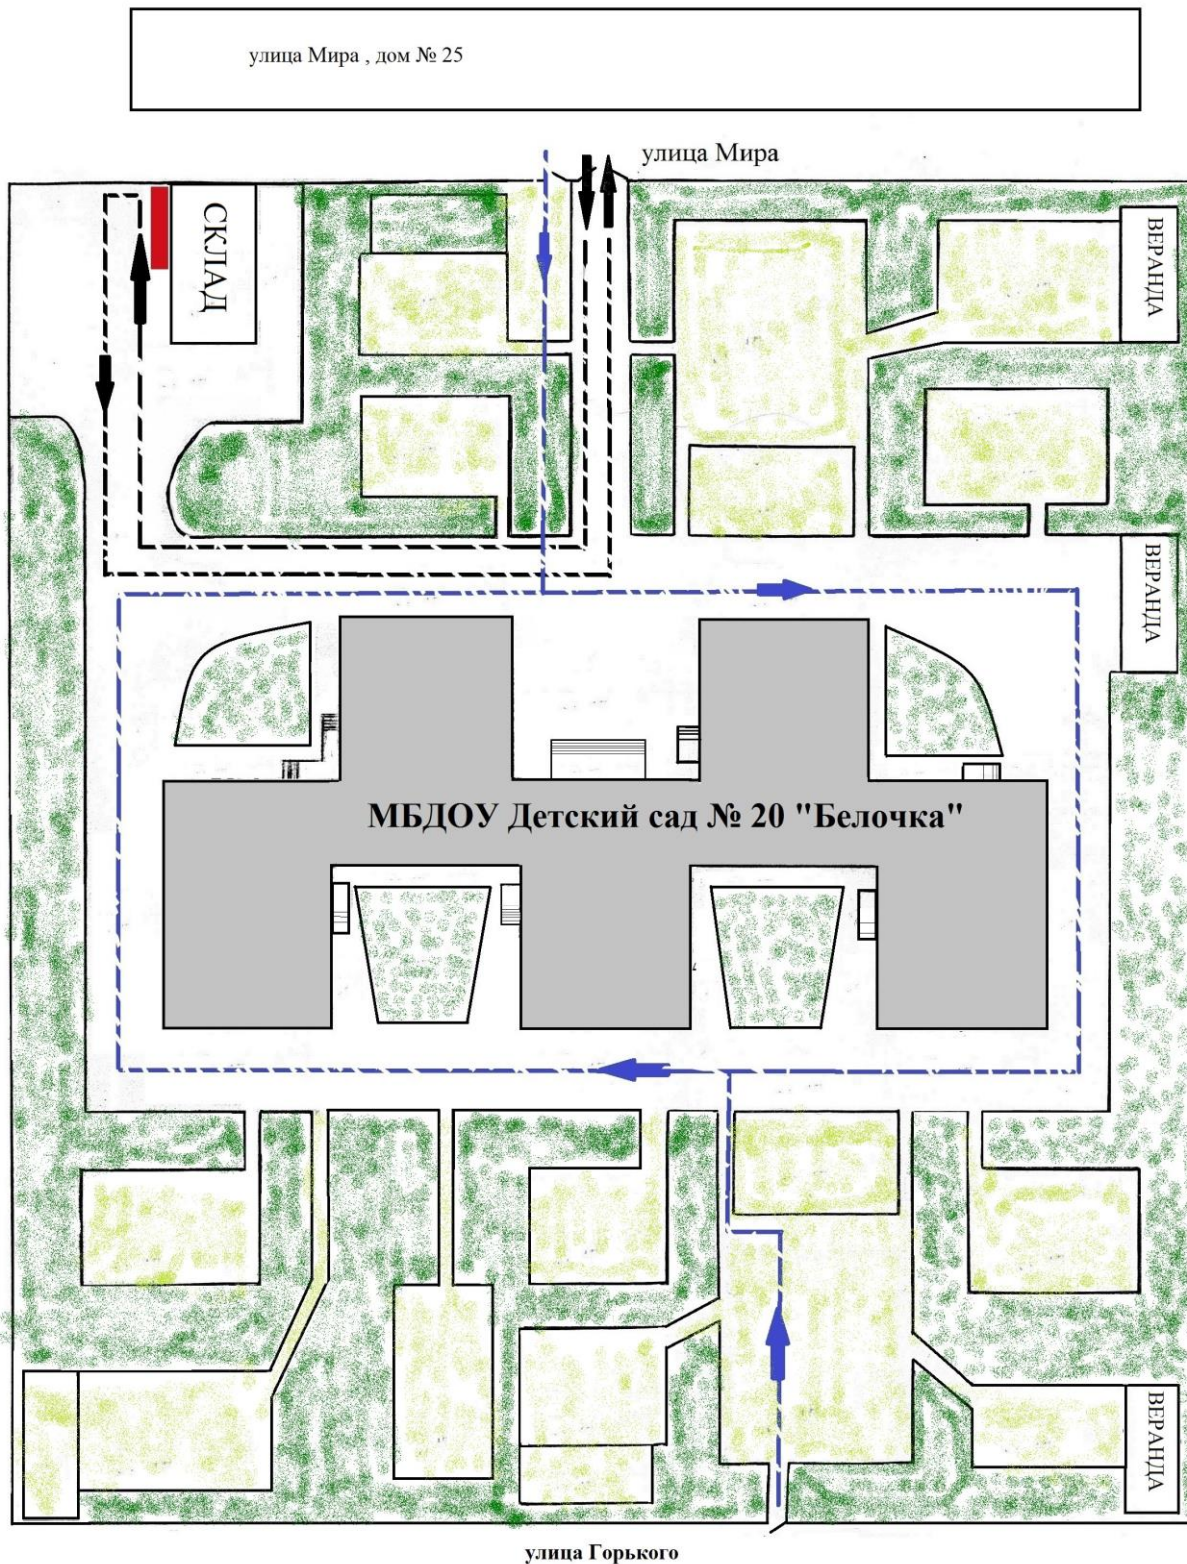 улица Мира , дом № 25
улица Мира
СКЛАД
ВЕРАНДА
ВЕРАНДА
МБДОУ Детский сад № 20 "Белочка"
ВЕРАНДА
улица Горького